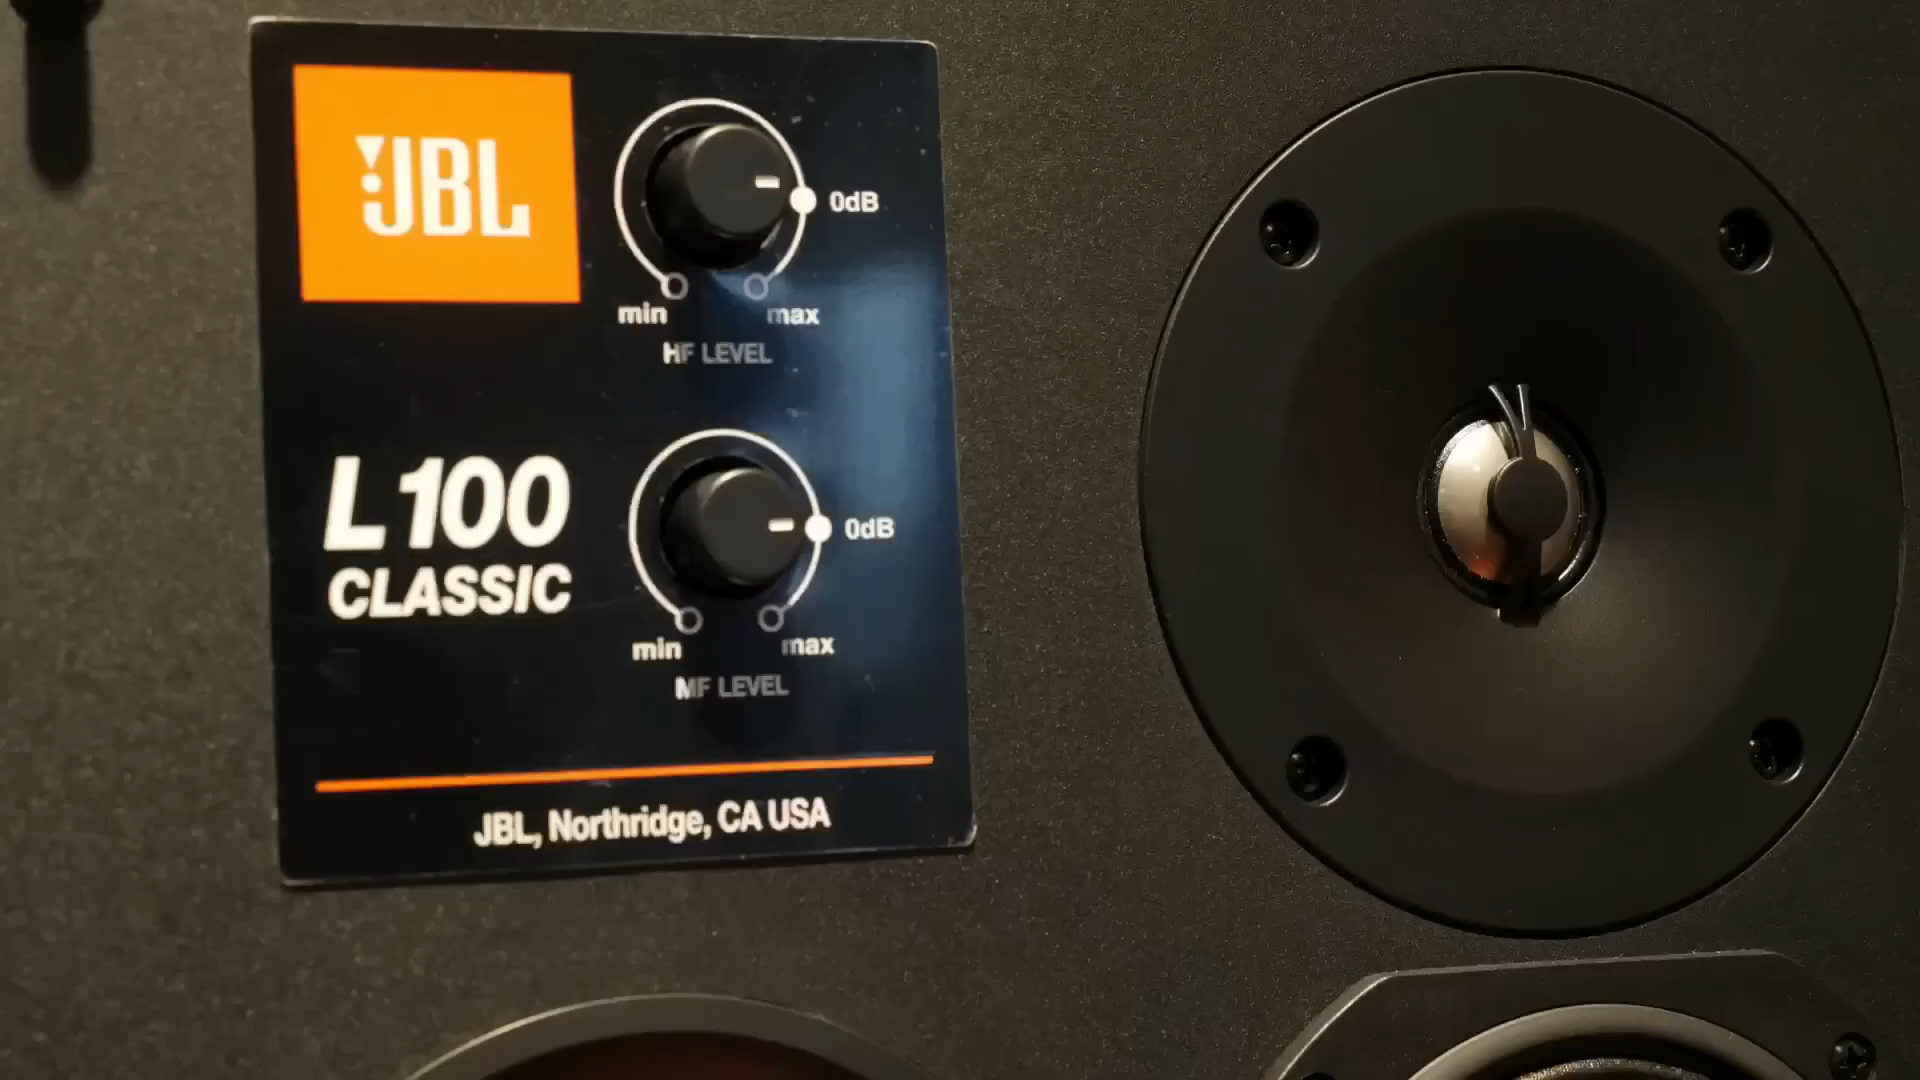 JBL
0dB
min max
HF LEVEL
L100
CLASSIC
0dB
min max
MF LEVEL
JBL, Northridge, CA USA